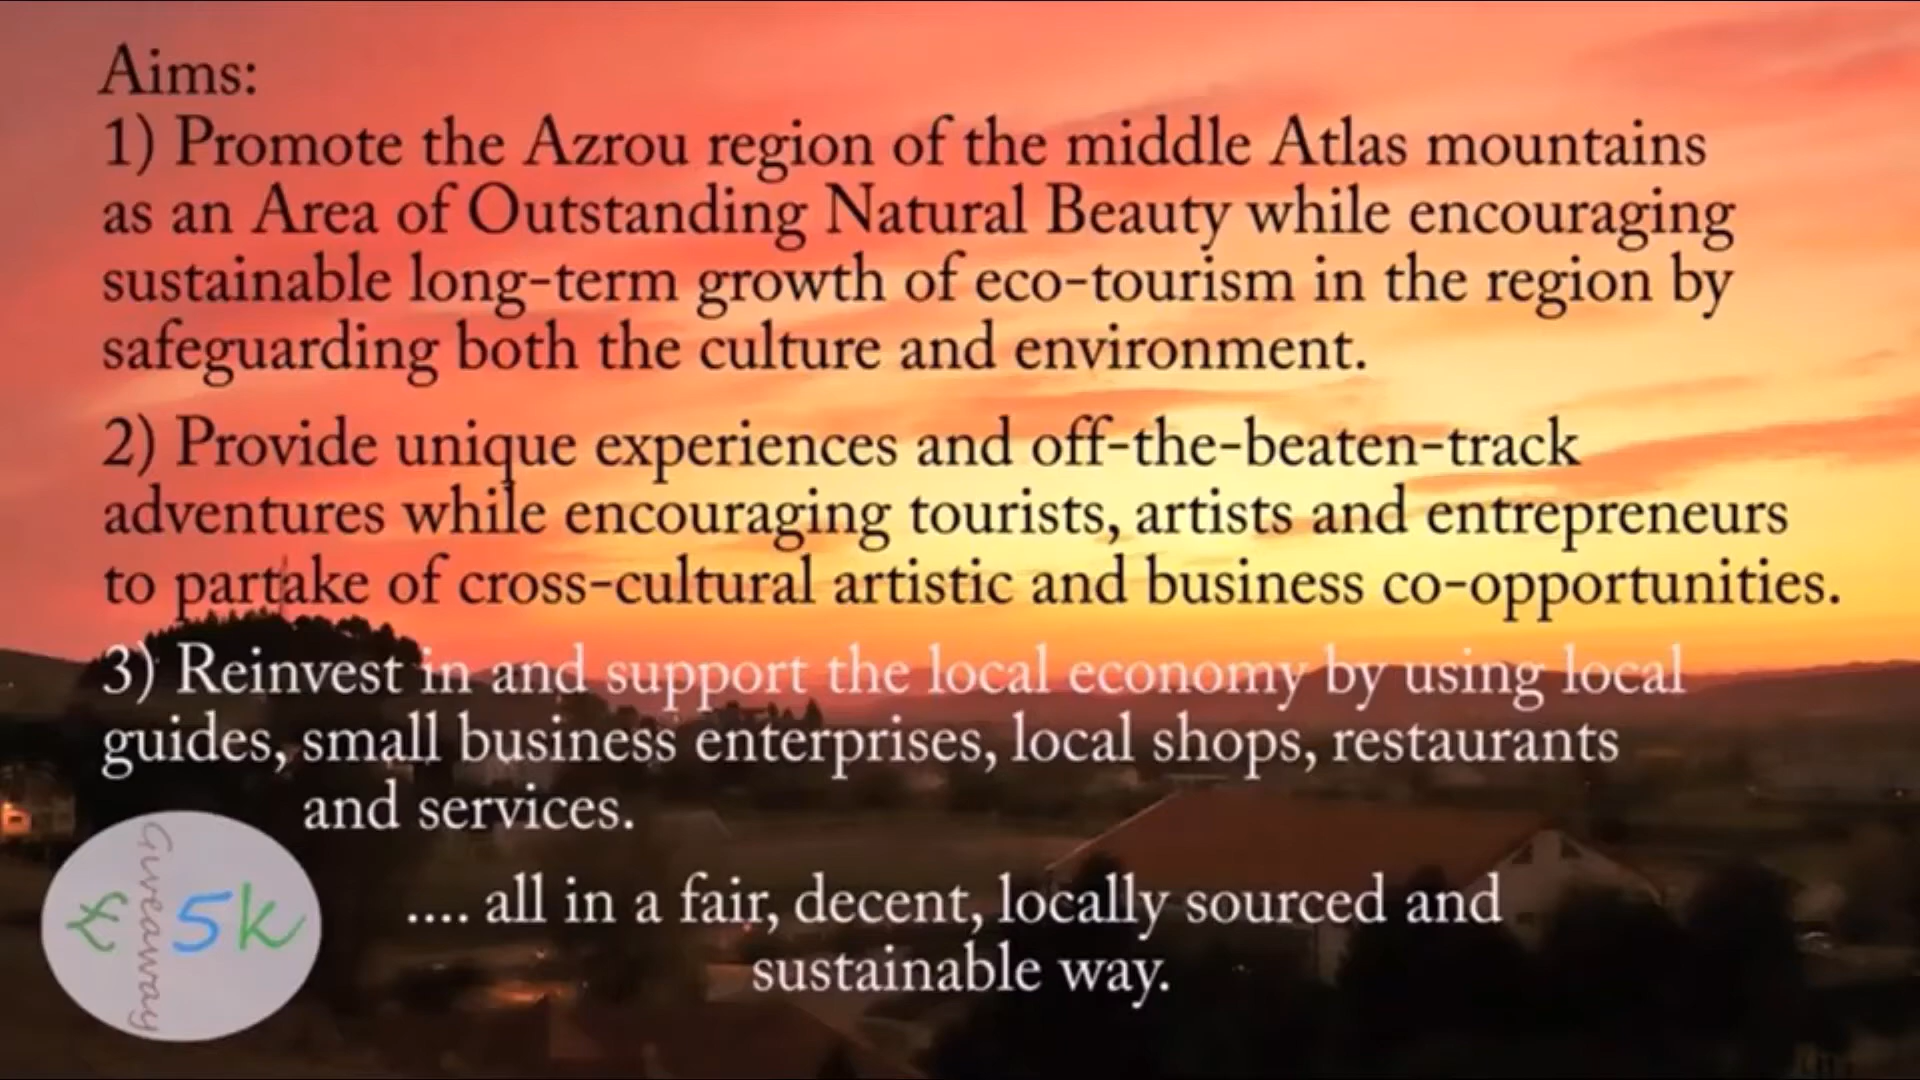 Aims:
1) Promote the Azrou region of the middle Atlas mountains
as an Area of Outstanding Natural Beauty while encouraging
sustainable long-term growth of eco-tourism in the region by
safeguarding both the culture and environment.
2) Provide unique experiences and off-the-beaten-track
adventures while encouraging tourists, artists and entrepreneurs
to partake of cross-cultural artistic and business co-opportunities.
3) Reinvest in and support the local economy by using local
guides, small business enterprises, local shops, restaurants
and services.
.... all in a fair, decent, locally sourced and
sustainable way.
£ 5k
Giveaway